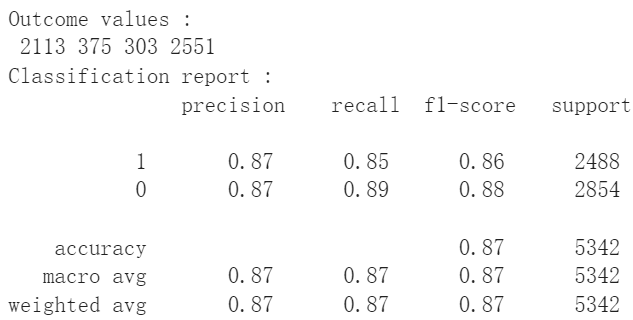 Outcome values :
2113 375 303 2551
Classification report :
precision recall f1-score support
1 0.87 0.85 0.86 2488
0 0.87 0.89 0.88 2854
accuracy 0.87 5342
macro avg 0.87 0.87 0.87 5342
weighted avg 0.87 0.87 0.87 5342